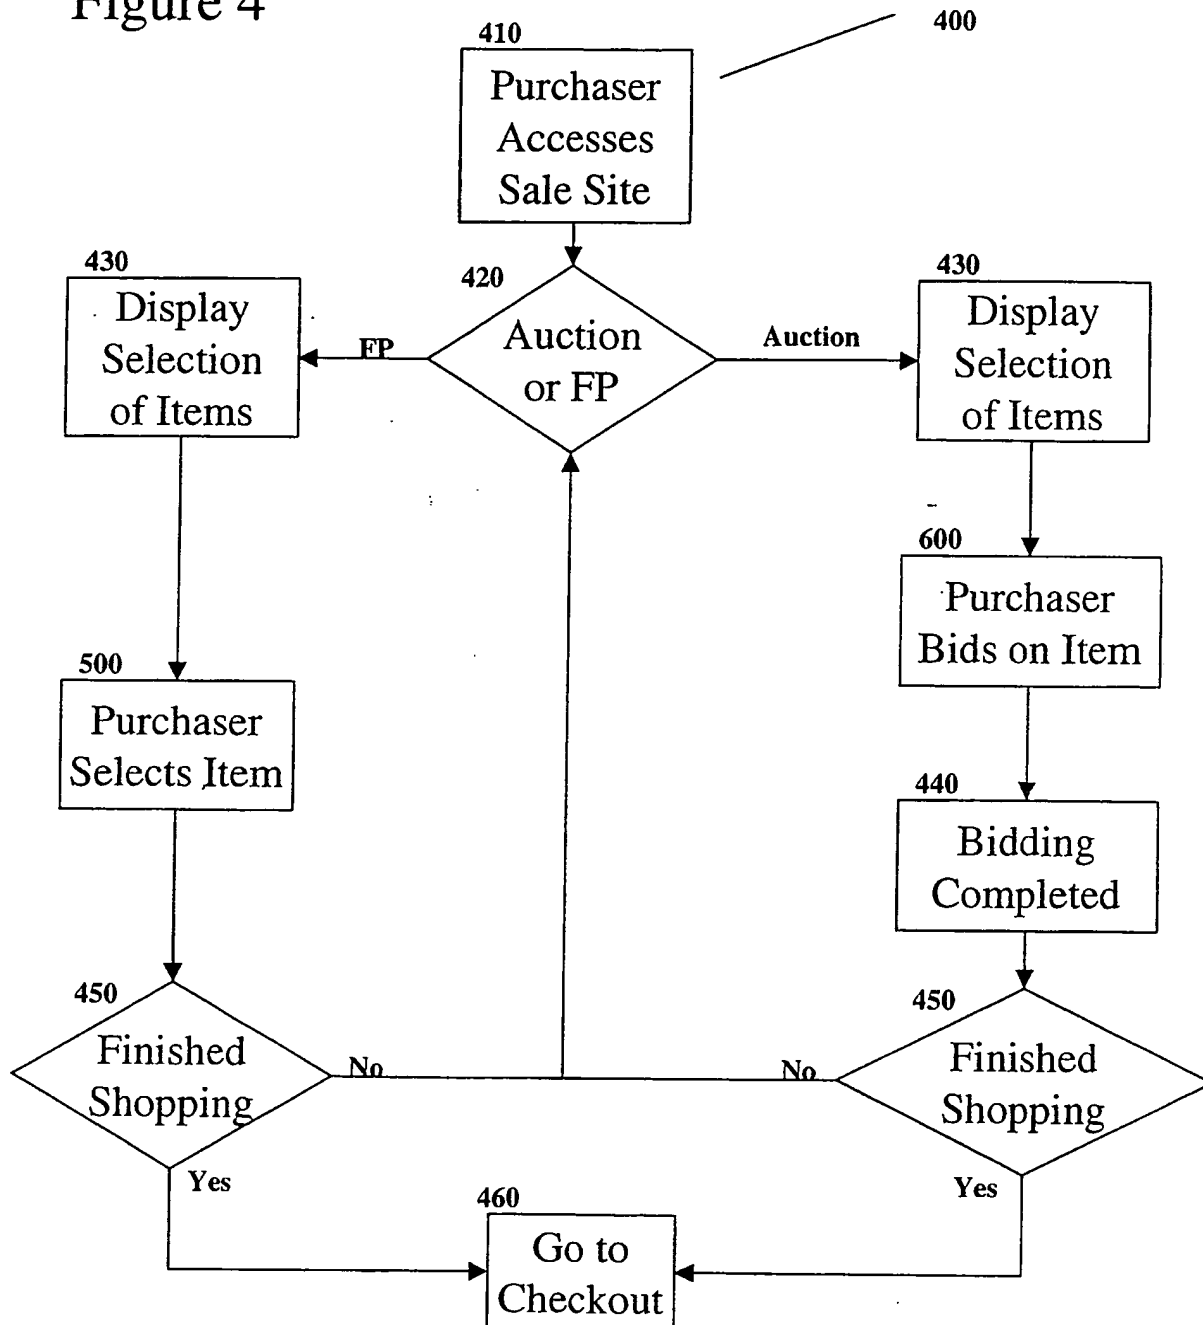 Figure 4
400
410
Purchaser
Accesses
Sale Site
420
Auction
or FP
FP
Auction
430
Display
Selection
of Items
430
Display
Selection
of Items
500
Purchaser
Selects Item
600
Purchaser
Bids on Item
440
Bidding
Completed
450
Finished
Shopping
No
Yes
450
Finished
Shopping
No
Yes
460
Go to
Checkout